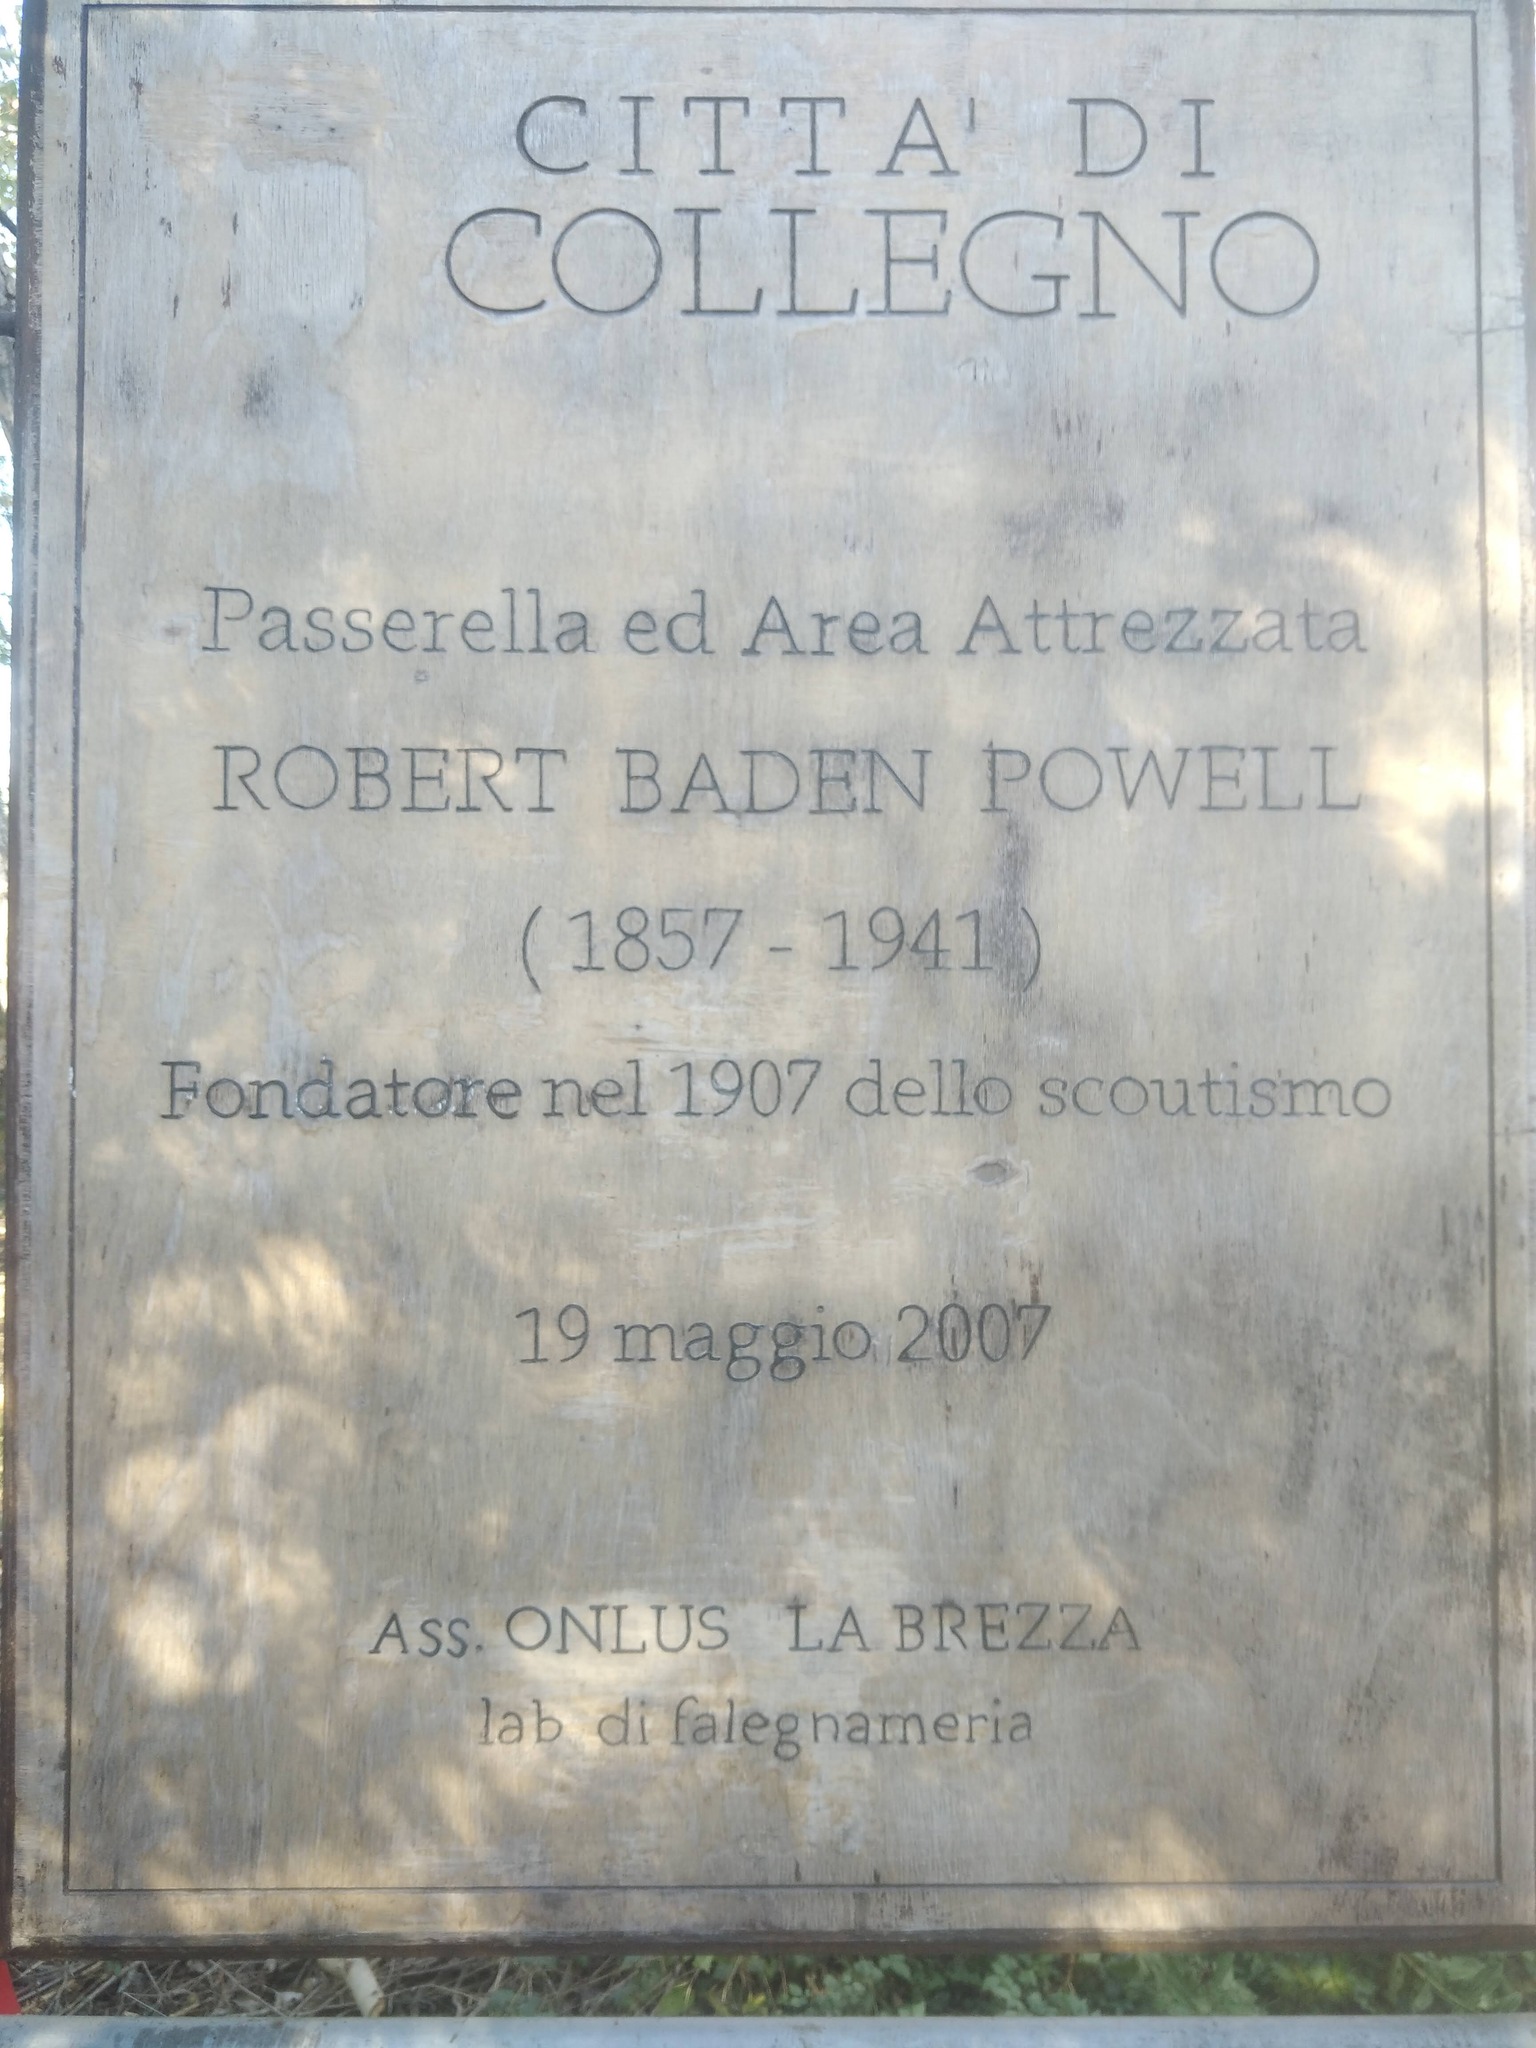 CITTA' DI
COLLEGNO
Passerella ed Area Attrezzata
ROBERT BADEN POWELL
( 1857 - 1941 )
Fondatore nel 1907 dello scoutismo
19 maggio 2007
Ass. ONLUS LA BREZZA
lab di falegnameria